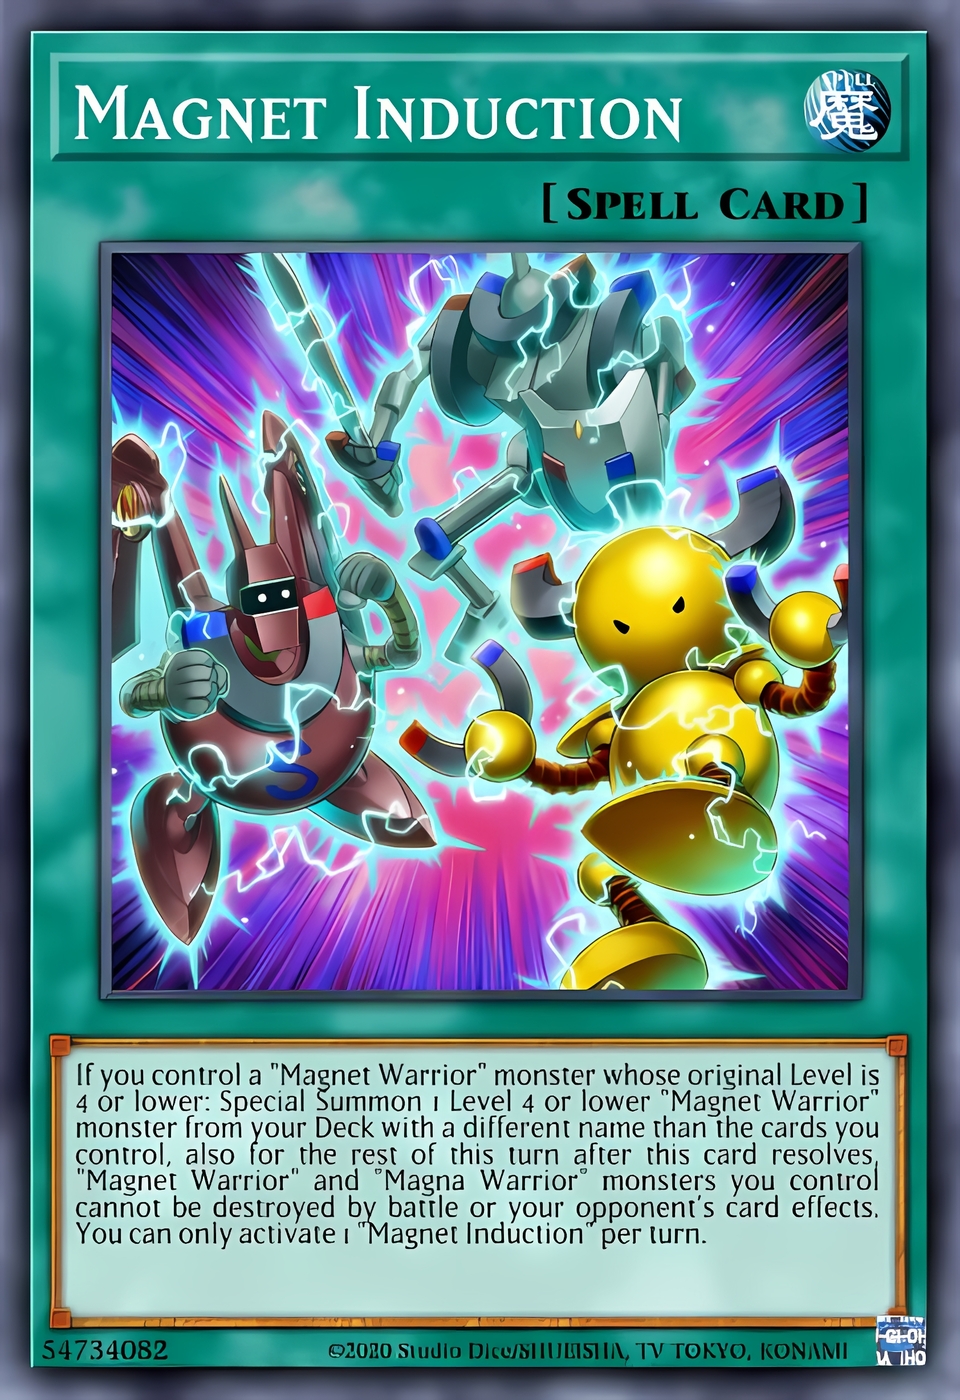 MAGNET INDUCTION
魔
[SPELL CARD]
S
If you control a "Magnet Warrior" monster whose original Level is
4 or lower: Special Summon 1 Level 4 or lower "Magnet Warrior"
monster from your Deck with a different name than the cards you
control, also for the rest of this turn after this card resolves,
"Magnet Warrior" and "Magna Warrior" monsters you control
cannot be destroyed by battle or your opponent's card effects.
You can only activate 1 "Magnet Induction" per turn.
54734082
©2020 Studio Dice/SHUEISHA, TV TOKYO, KONAMI